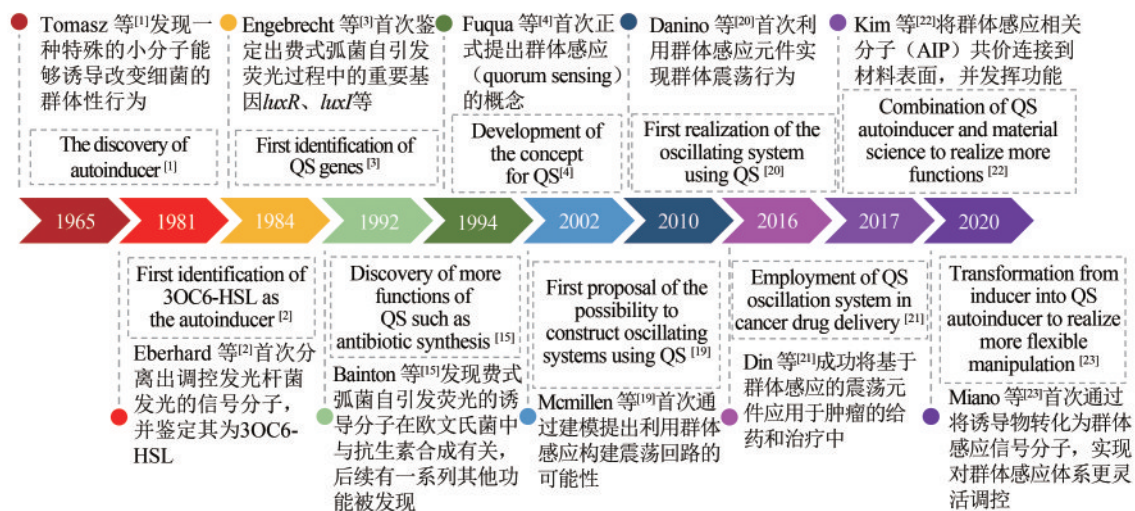 Tomasz 等[1]发现一
种特殊的小分子能
够诱导改变细菌的
群体性行为
The discovery of
autoinducer [1]
Engebrecht 等[3]首次鉴
定出费式弧菌自引发
荧光过程中的重要基
因luxR、luxI等
First identification of
QS genes [3]
Fuqua 等[4]首次正
式提出群体感应
（quorum sensing）
的概念
Development of
the concept
for QS[4]
Danino 等[20]首次利
用群体感应元件实
现群体震荡行为
First realization of the
oscillating system
using QS [20]
Kim 等[22]将群体感应相关
分子（AIP）共价连接到
材料表面，并发挥功能
Combination of QS
autoinducer and material
science to realize more
functions [22]
1965
1981
1984
1992
1994
2002
2010
2016
2017
2020
First identification of
3OC6-HSL as
the autoinducer [2]
Eberhard 等[2]首次分
离出调控发光杆菌
发光的信号分子，
并鉴定其为3OC6-
HSL
Discovery of more
functions of
QS such as
antibiotic synthesis [15]
Bainton 等[15]发现费式
弧菌自引发荧光的诱
导分子在欧文氏菌中
与抗生素合成有关，
后续有一系列其他功
能被发现
First proposal of the
possibility to
construct oscillating
systems using QS [19]
Mcmillen 等[19]首次通
过建模提出利用群体
感应构建震荡回路的
可能性
Employment of QS
oscillation system in
cancer drug delivery [21]
Din 等[21]成功将基于
群体感应的震荡元
件应用于肿瘤的给
药和治疗中
Transformation from
inducer into QS
autoinducer to realize
more flexible
manipulation [23]
Miano 等[23]首次通过
将诱导物转化为群体
感应信号分子，实现
对群体感应体系更灵
活调控